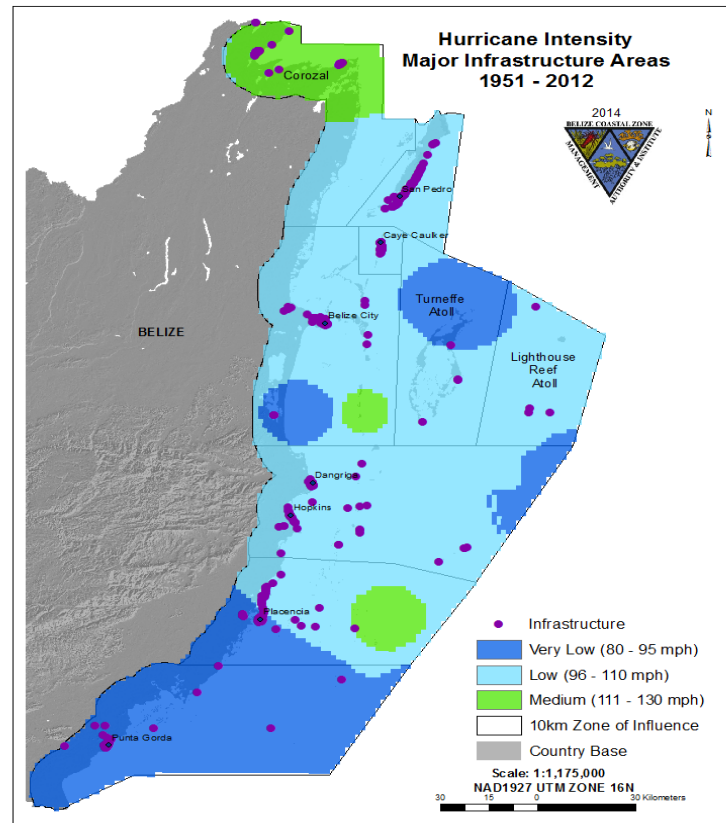 Hurricane Intensity
Major Infrastructure Areas
1951 - 2012
2014
BELIZE COASTAL ZONE
MANAGEMENT
AUTHORITY & INSTITUTE
N
Corozal
San Pedro
Caye Caulker
Turneffe
Atoll
Belize City
BELIZE
Lighthouse
Reef
Atoll
Dangriga
Hopkins
Placencia
Punta Gorda
Infrastructure
Very Low (80 - 95 mph)
Low (96 - 110 mph)
Medium (111 - 130 mph)
10km Zone of Influence
Country Base
Scale: 1:1,175,000
NAD1927 UTM ZONE 16N
30 15 0 30 Kilometers